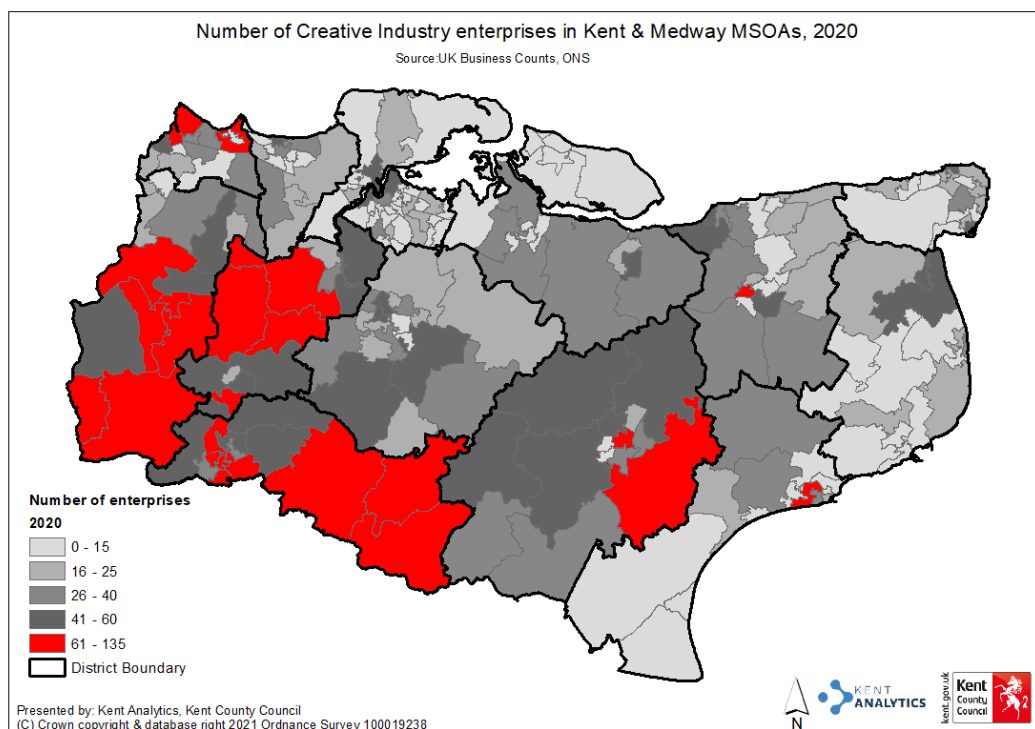 Number of Creative Industry enterprises in Kent & Medway MSOAs, 2020
Source:UK Business Counts, ONS
Number of enterprises
2020
0 - 15
16 - 25
26 - 40
41 - 60
61 - 135
District Boundary
Presented by: Kent Analytics, Kent County Council
(C) Crown copyright & database right 2021 Ordnance Survey 100019238
N
KENT
ANALYTICS
kent.gov.uk
Kent
County
Council